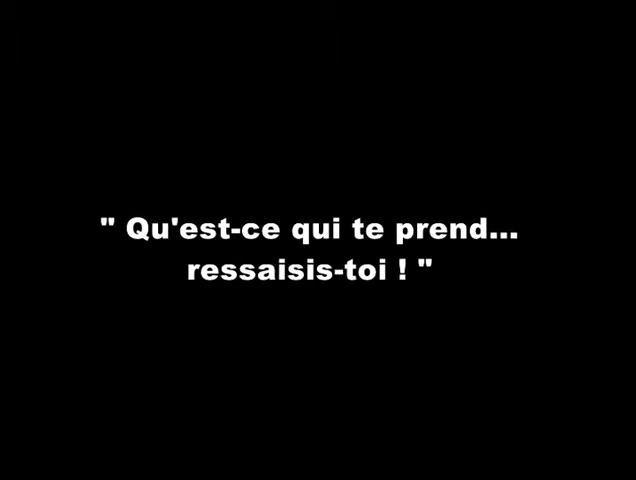 " Qu'est-ce qui te prend...
ressaisis-toi ! "